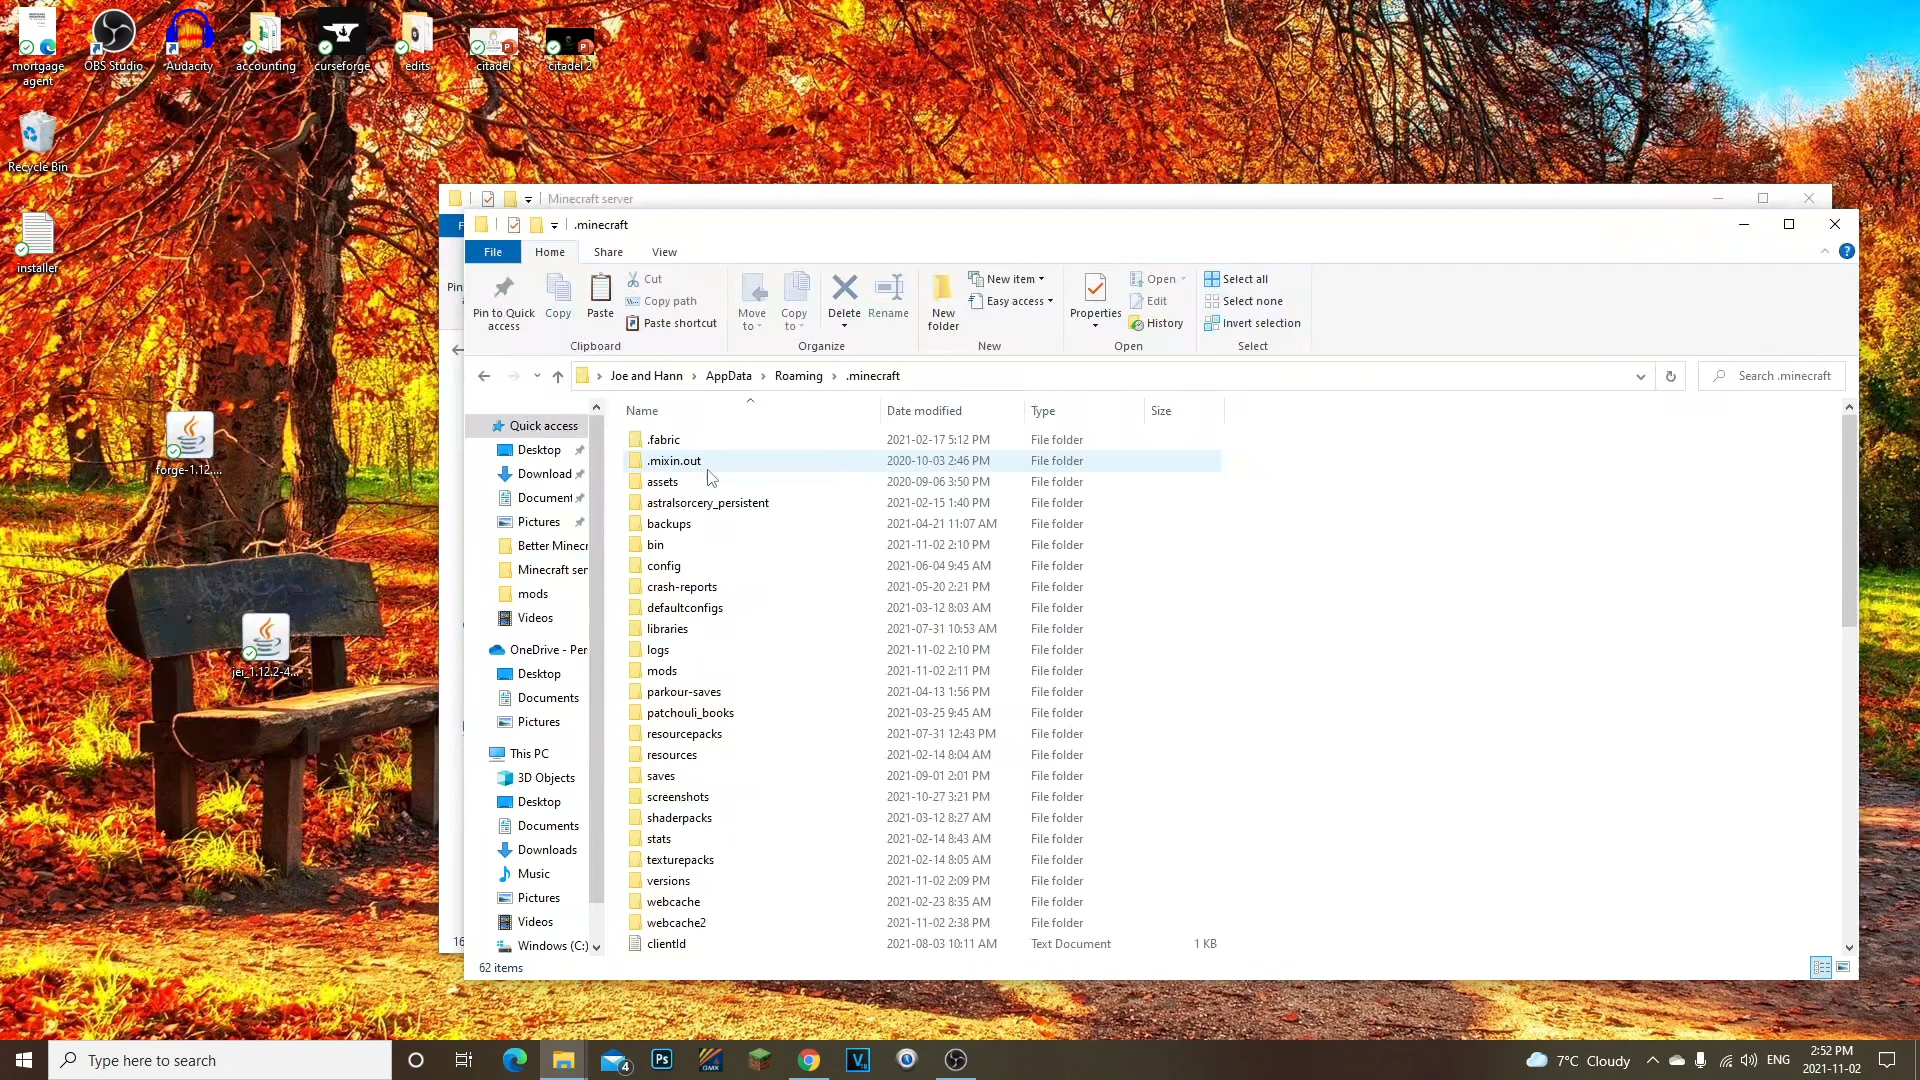 mortgage
agent
OBS Studio
Audacity
accounting
curseforge
edits
citadel
citadel 2
Recycle Bin
installer
forge-1.12....
jei_1.12.2-4...
Minecraft server
.minecraft
File
Home
Share
View
Pin to Quick
access
Copy
Paste
Cut
Copy path
Paste shortcut
Clipboard
Move
to
Copy
to
Delete
Rename
Organize
New
folder
New item
Easy access
New
Properties
Open
Edit
History
Open
Select all
Select none
Invert selection
Select
Joe and Hann
AppData
Roaming
.minecraft
Search .minecraft
Quick access
Desktop
Download
Document
Pictures
Better Minecr
Minecraft ser
mods
Videos
OneDrive - Per
Desktop
Documents
Pictures
This PC
3D Objects
Desktop
Documents
Downloads
Music
Pictures
Videos
Windows (C:)
Name Date modified Type Size
.fabric 2021-02-17 5:12 PM File folder
.mixin.out 2020-10-03 2:46 PM File folder
assets 2020-09-06 3:50 PM File folder
astralsorcery_persistent 2021-02-15 1:40 PM File folder
backups 2021-04-21 11:07 AM File folder
bin 2021-11-02 2:10 PM File folder
config 2021-06-04 9:45 AM File folder
crash-reports 2021-05-20 2:21 PM File folder
defaultconfigs 2021-03-12 8:03 AM File folder
libraries 2021-07-31 10:53 AM File folder
logs 2021-11-02 2:10 PM File folder
mods 2021-11-02 2:11 PM File folder
parkour-saves 2021-04-13 1:56 PM File folder
patchouli_books 2021-03-25 9:45 AM File folder
resourcepacks 2021-07-31 12:43 PM File folder
resources 2021-02-14 8:04 AM File folder
saves 2021-09-01 2:01 PM File folder
screenshots 2021-10-27 3:21 PM File folder
shaderpacks 2021-03-12 8:27 AM File folder
stats 2021-02-14 8:43 AM File folder
texturepacks 2021-02-14 8:05 AM File folder
versions 2021-11-02 2:09 PM File folder
webcache 2021-02-23 8:35 AM File folder
webcache2 2021-11-02 2:38 PM File folder
clientId 2021-08-03 10:11 AM Text Document 1 KB
62 items
Type here to search
4
Ps
GMX
7°C Cloudy
ENG
2:52 PM
2021-11-02